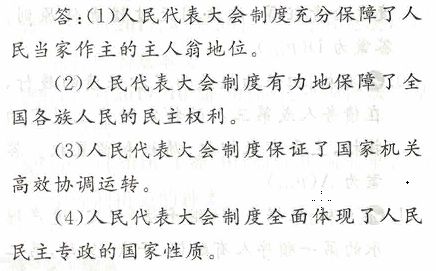 答:(1)人民代表大会制度充分保障了人
民当家作主的主人翁地位。
(2)人民代表大会制度有力地保障了全
国各族人民的民主权利。
(3)人民代表大会制度保证了国家机关
高效协调运转。
(4)人民代表大会制度全面体现了人民
民主专政的国家性质。